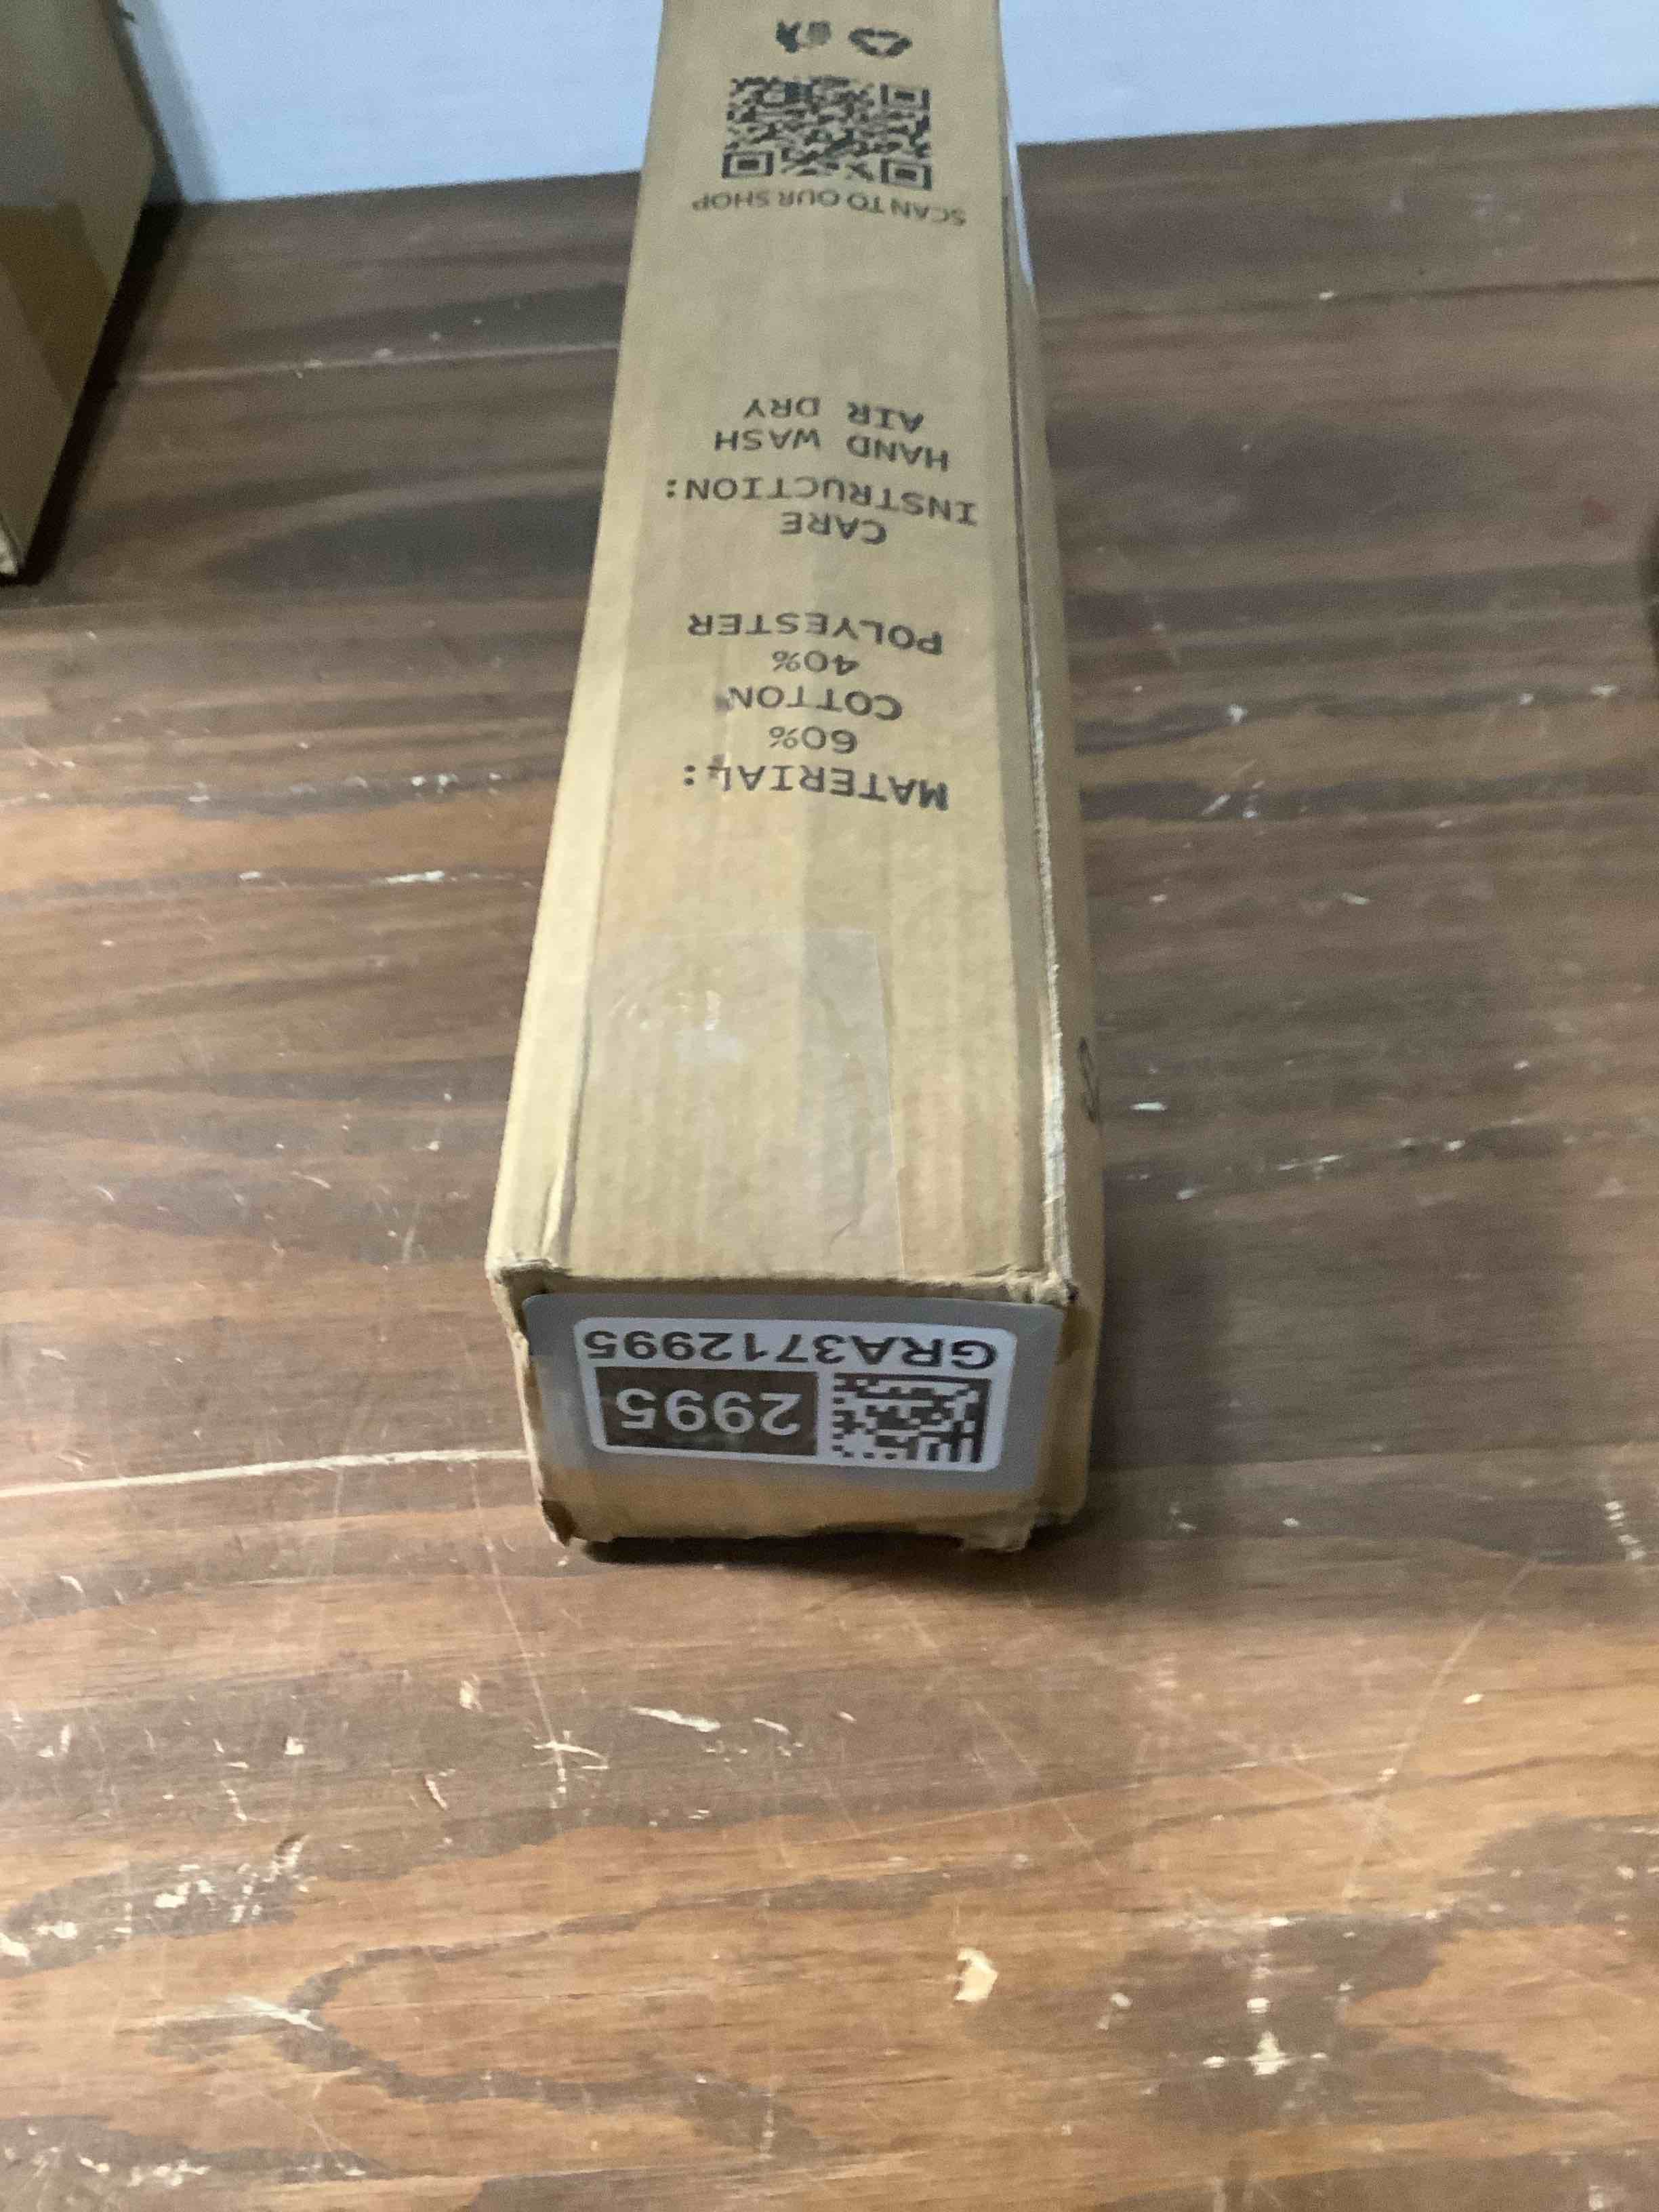 2995
GRA3712995
MATERIAL:
60%
COTTON
40%
POLYESTER
CARE
INSTRUCTION:
HAND WASH
AIR DRY
SCAN TO OUR SHOP